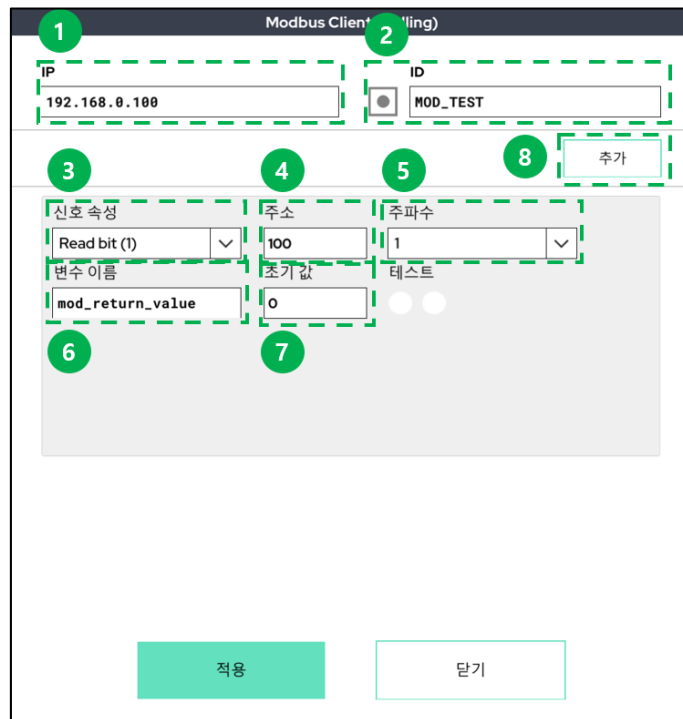 Modbus Client (Polling)
1
2
IP
ID
192.168.0.100
MOD_TEST
8
추가
3
4
5
신호 속성
주소
주파수
Read bit (1)
100
1
변수 이름
초기 값
테스트
mod_return_value
0
6
7
적용
닫기